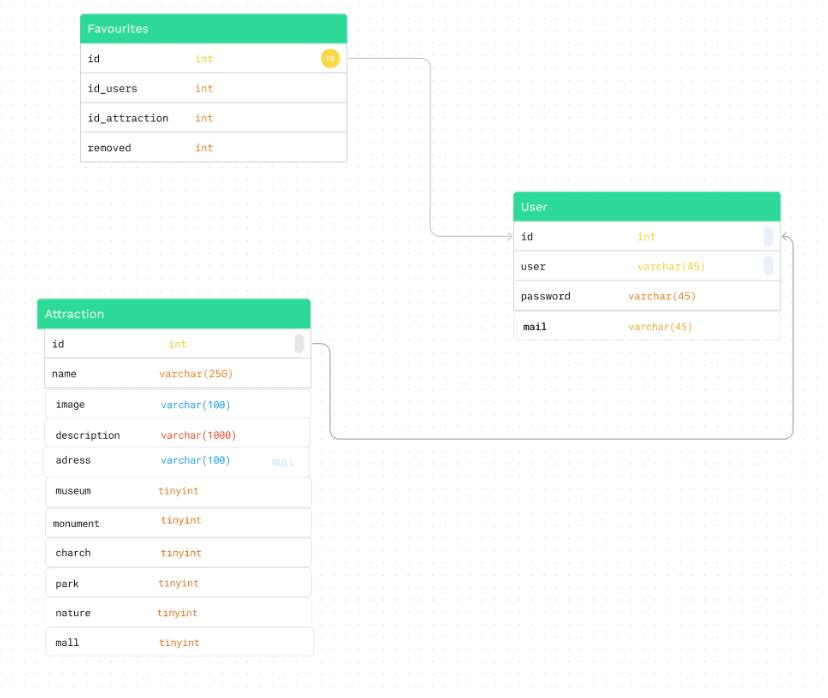 Favourites
id int TG
id_users int
id_attraction int
removed int
User
id int
user varchar(45)
password varchar(45)
mail varchar(45)
Attraction
id int
name varchar(250)
image varchar(100)
description varchar(1000)
adress varchar(100) NULL
museum tinyint
monument tinyint
charch tinyint
park tinyint
nature tinyint
mall tinyint